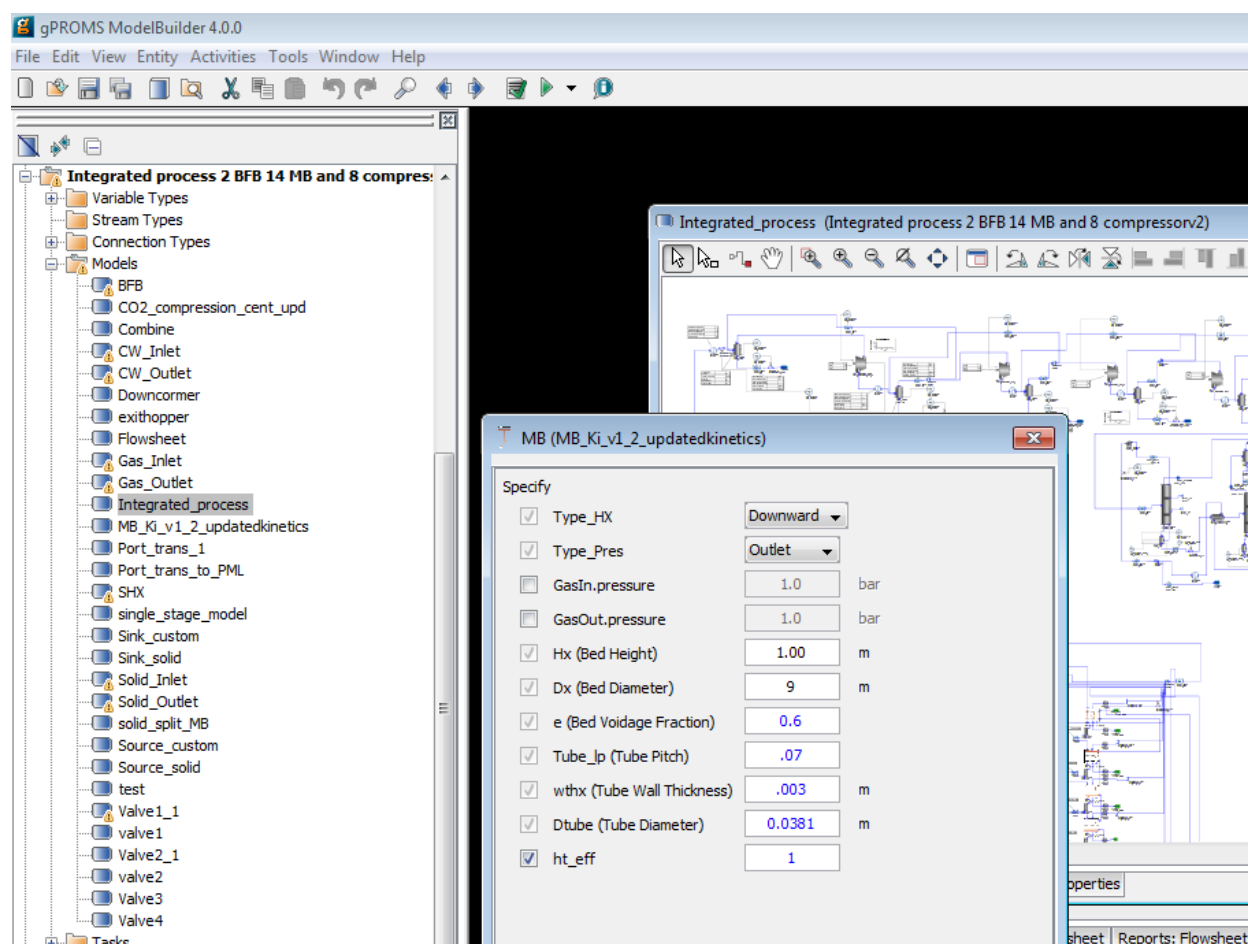 gPROMS ModelBuilder 4.0.0
File Edit View Entity Activities Tools Window Help
Integrated process 2 BFB 14 MB and 8 compres
Variable Types
Stream Types
Connection Types
Models
BFB
CO2_compression_cent_upd
Combine
CW_Inlet
CW_Outlet
Downcormer
exithopper
Flowsheet
Gas_Inlet
Gas_Outlet
Integrated_process
MB_Ki_v1_2_updatedkinetics
Port_trans_1
Port_trans_to_PML
SHX
single_stage_model
Sink_custom
Sink_solid
Solid_Inlet
Solid_Outlet
solid_split_MB
Source_custom
Source_solid
test
Valve1_1
valve1
Valve2_1
valve2
Valve3
Valve4
Tasks
Integrated_process (Integrated process 2 BFB 14 MB and 8 compressorv2)
MB (MB_Ki_v1_2_updatedkinetics)
Specify
Type_HX Downward
Type_Pres Outlet
GasIn.pressure 1.0 bar
GasOut.pressure 1.0 bar
Hx (Bed Height) 1.00 m
Dx (Bed Diameter) 9 m
e (Bed Voidage Fraction) 0.6
Tube_lp (Tube Pitch) .07
wthx (Tube Wall Thickness) .003 m
Dtube (Tube Diameter) 0.0381 m
ht_eff 1
operties
sheet Reports: Flowsheet